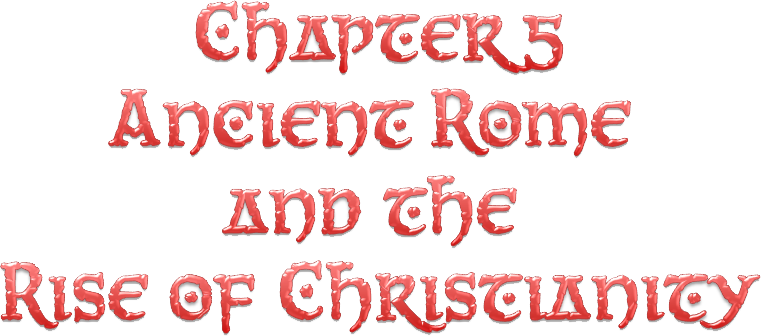 Chapter 5
Ancient Rome
and the
Rise of Christianity